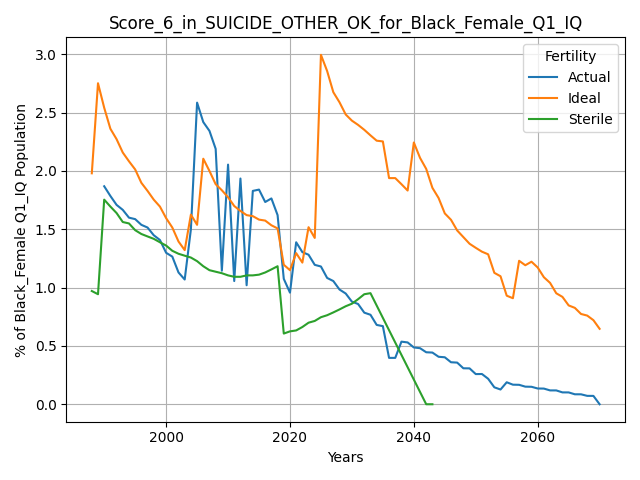 Score_6_in_SUICIDE_OTHER_OK_for_Black_Female_Q1_IQ
% of Black_Female Q1_IQ Population
3.0
2.5
2.0
1.5
1.0
0.5
0.0
Fertility
Actual
Ideal
Sterile
2000
2020
2040
2060
Years